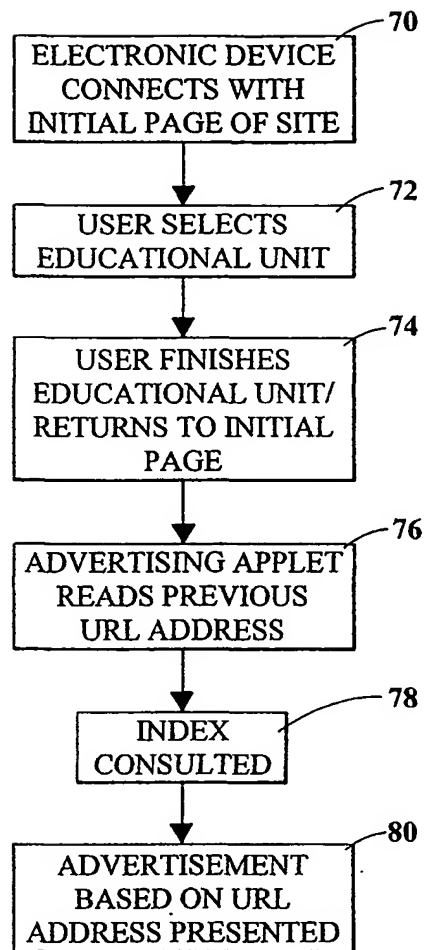 70
ELECTRONIC DEVICE
CONNECTS WITH
INITIAL PAGE OF SITE
72
USER SELECTS
EDUCATIONAL UNIT
74
USER FINISHES
EDUCATIONAL UNIT/
RETURNS TO INITIAL
PAGE
76
ADVERTISING APPLET
READS PREVIOUS
URL ADDRESS
78
INDEX
CONSULTED
80
ADVERTISEMENT
BASED ON URL
ADDRESS PRESENTED